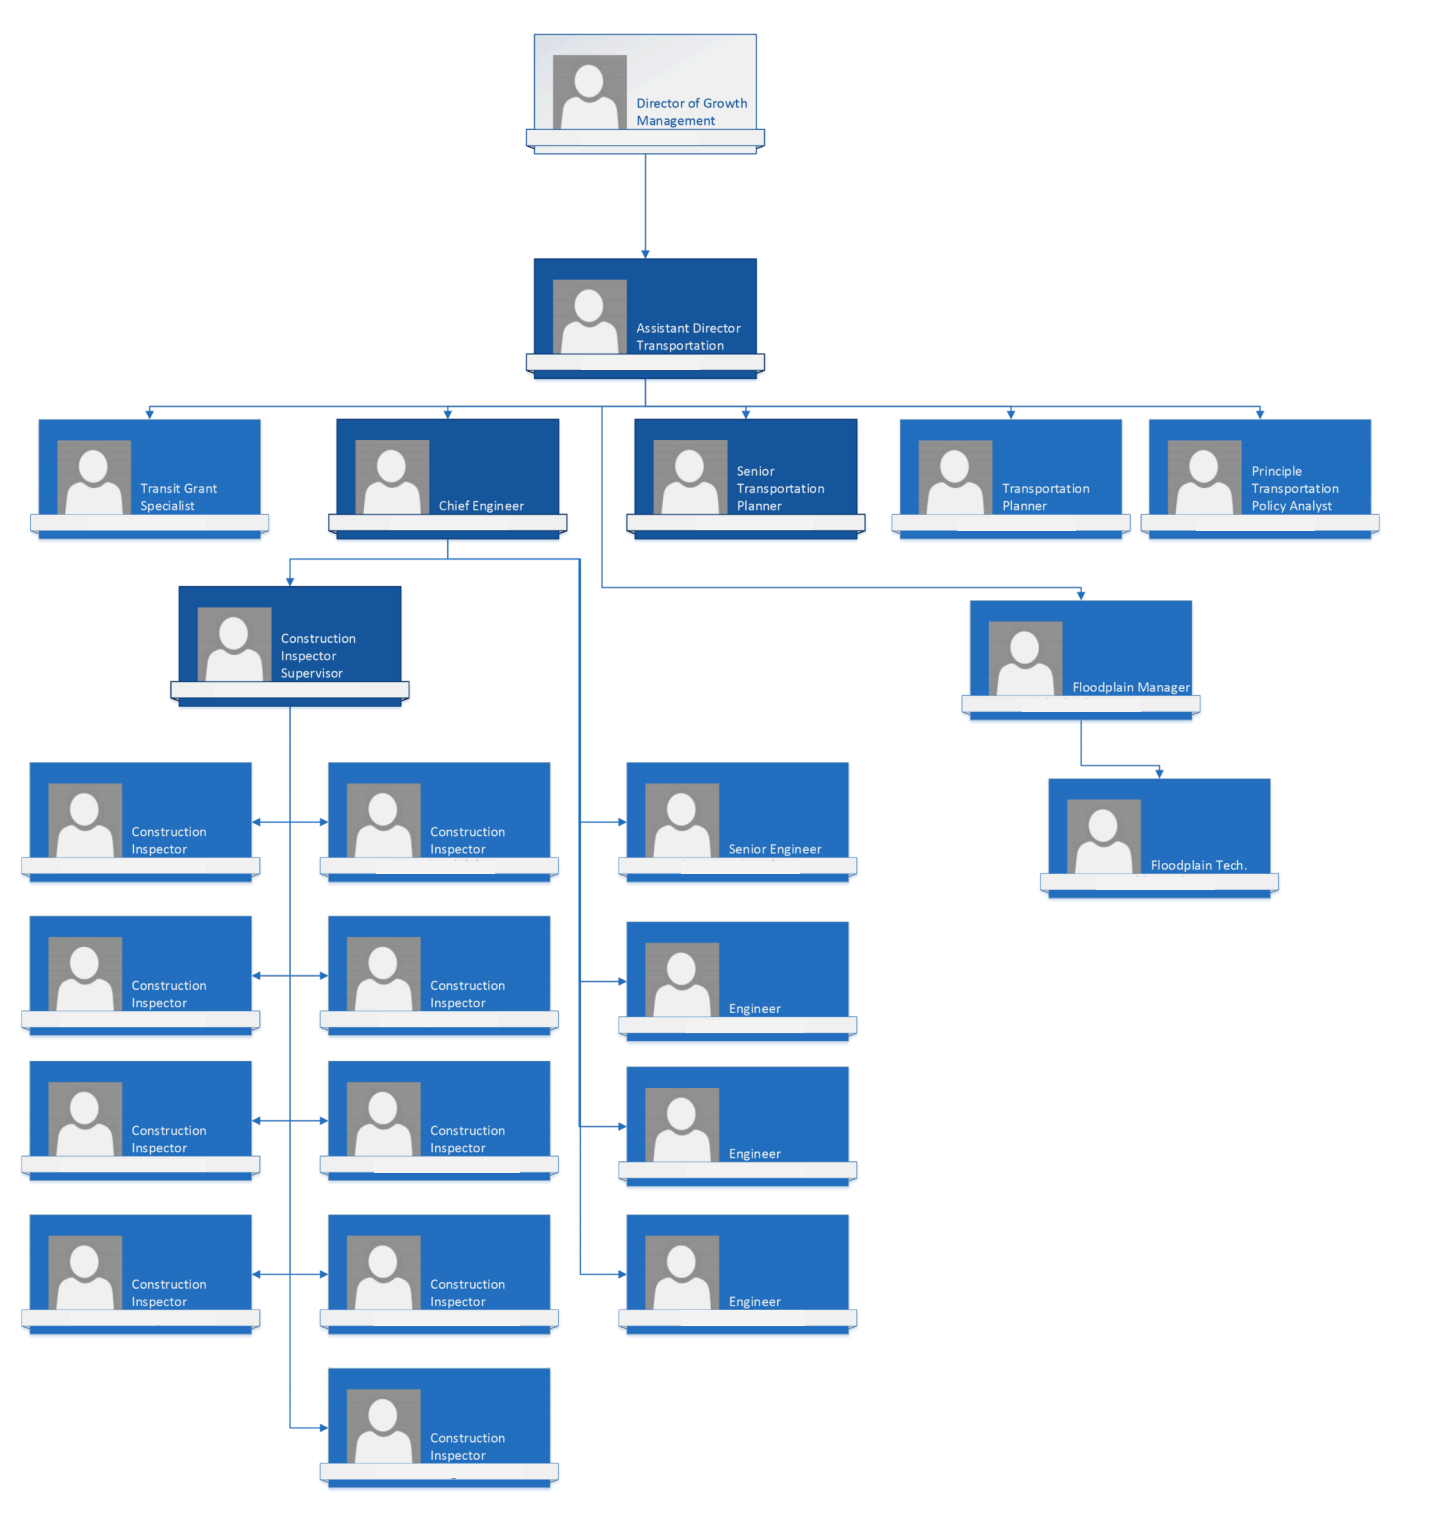 Director of Growth
Management
Assistant Director
Transportation
Transit Grant
Specialist
Chief Engineer
Senior
Transportation
Planner
Transportation
Planner
Principle
Transportation
Policy Analyst
Construction
Inspector
Supervisor
Floodplain Manager
Construction
Inspector
Construction
Inspector
Senior Engineer
Floodplain Tech.
Construction
Inspector
Construction
Inspector
Engineer
Construction
Inspector
Construction
Inspector
Engineer
Construction
Inspector
Construction
Inspector
Engineer
Construction
Inspector